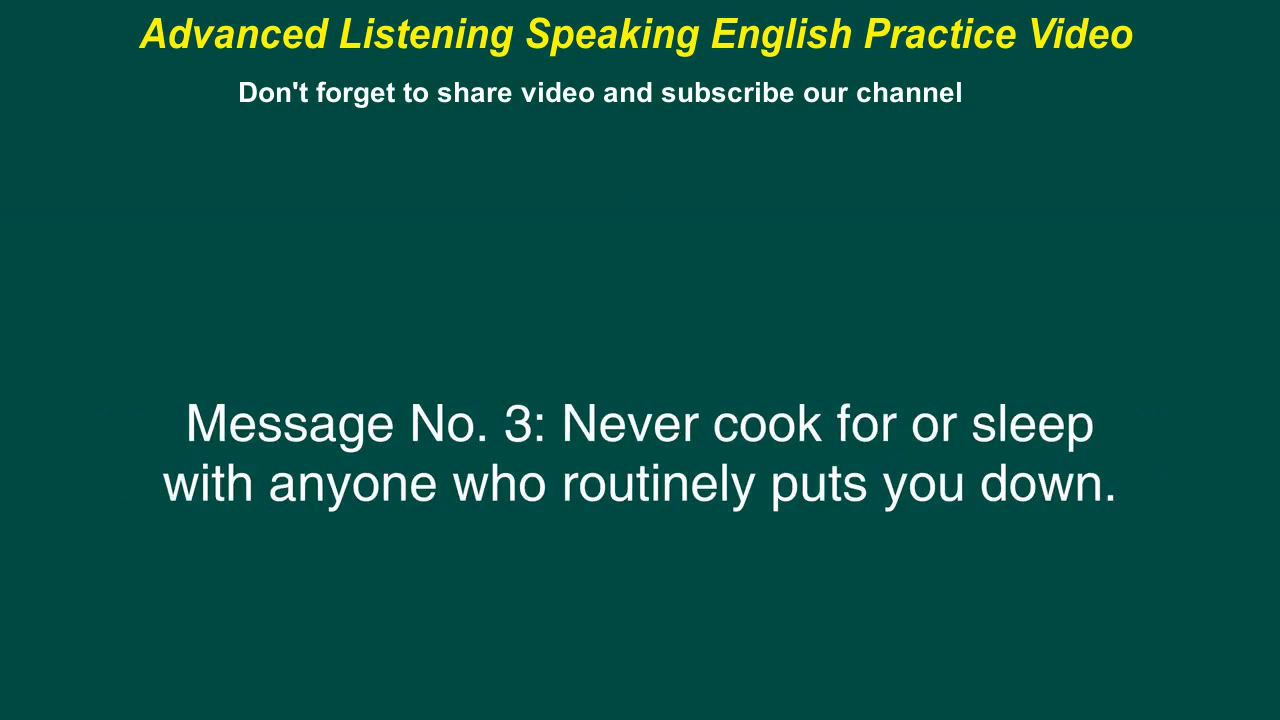 Advanced Listening Speaking English Practice Video
Don't forget to share video and subscribe our channel
Message No. 3: Never cook for or sleep
with anyone who routinely puts you down.